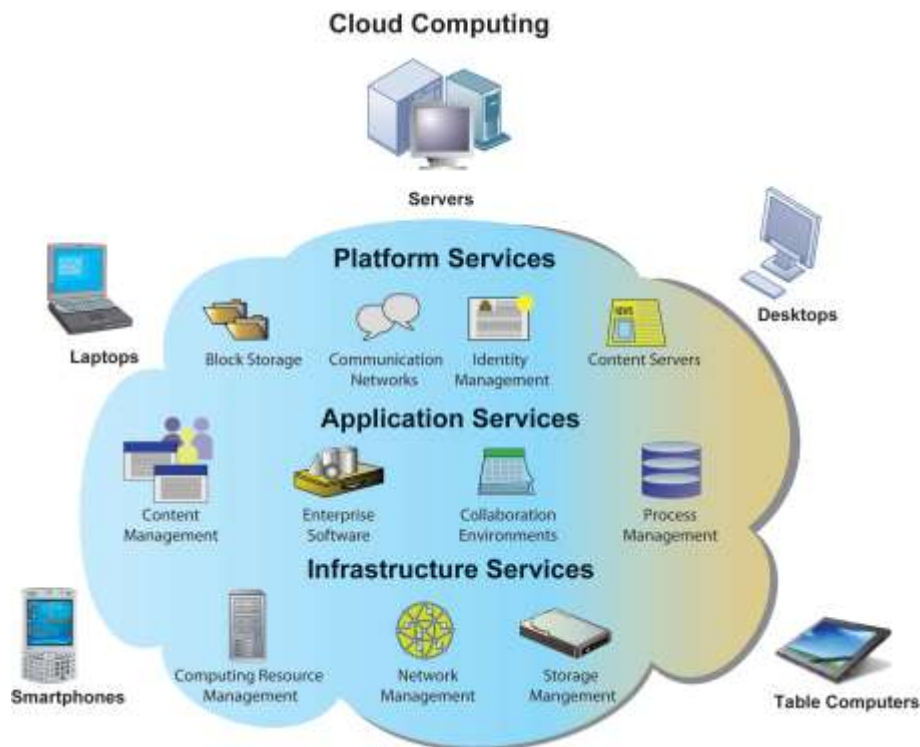 Cloud Computing
Servers
Platform Services
Desktops
Laptops
Block Storage
Communication
Networks
Identity
Management
NEWS
Content Servers
Application Services
Content
Management
Enterprise
Software
Collaboration
Environments
Process
Management
Infrastructure Services
Smartphones
Computing Resource
Management
Network
Management
Storage
Mangement
Table Computers